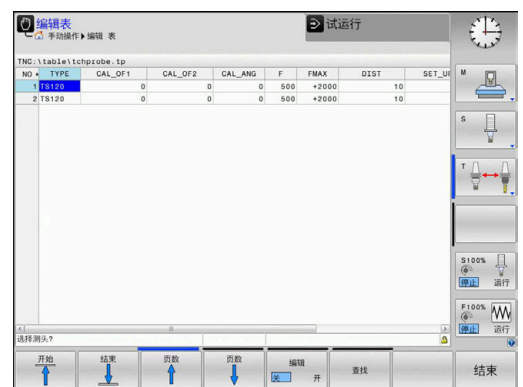 编辑表
手动操作▸编辑 表
试运行
TNC:\table\tchprobe.tp
NO TYPE CAL_OF1 CAL_OF2 CAL_ANG F FMAX DIST SET_UP
1 TS120 0 0 0 500 +2000 10
2 TS120 0 0 0 500 +2000 10
选择测头?
M
S
T
S100%
停止 运行
F100%
停止 运行
开始
结束
页数
页数
编辑
关 开
查找
结束